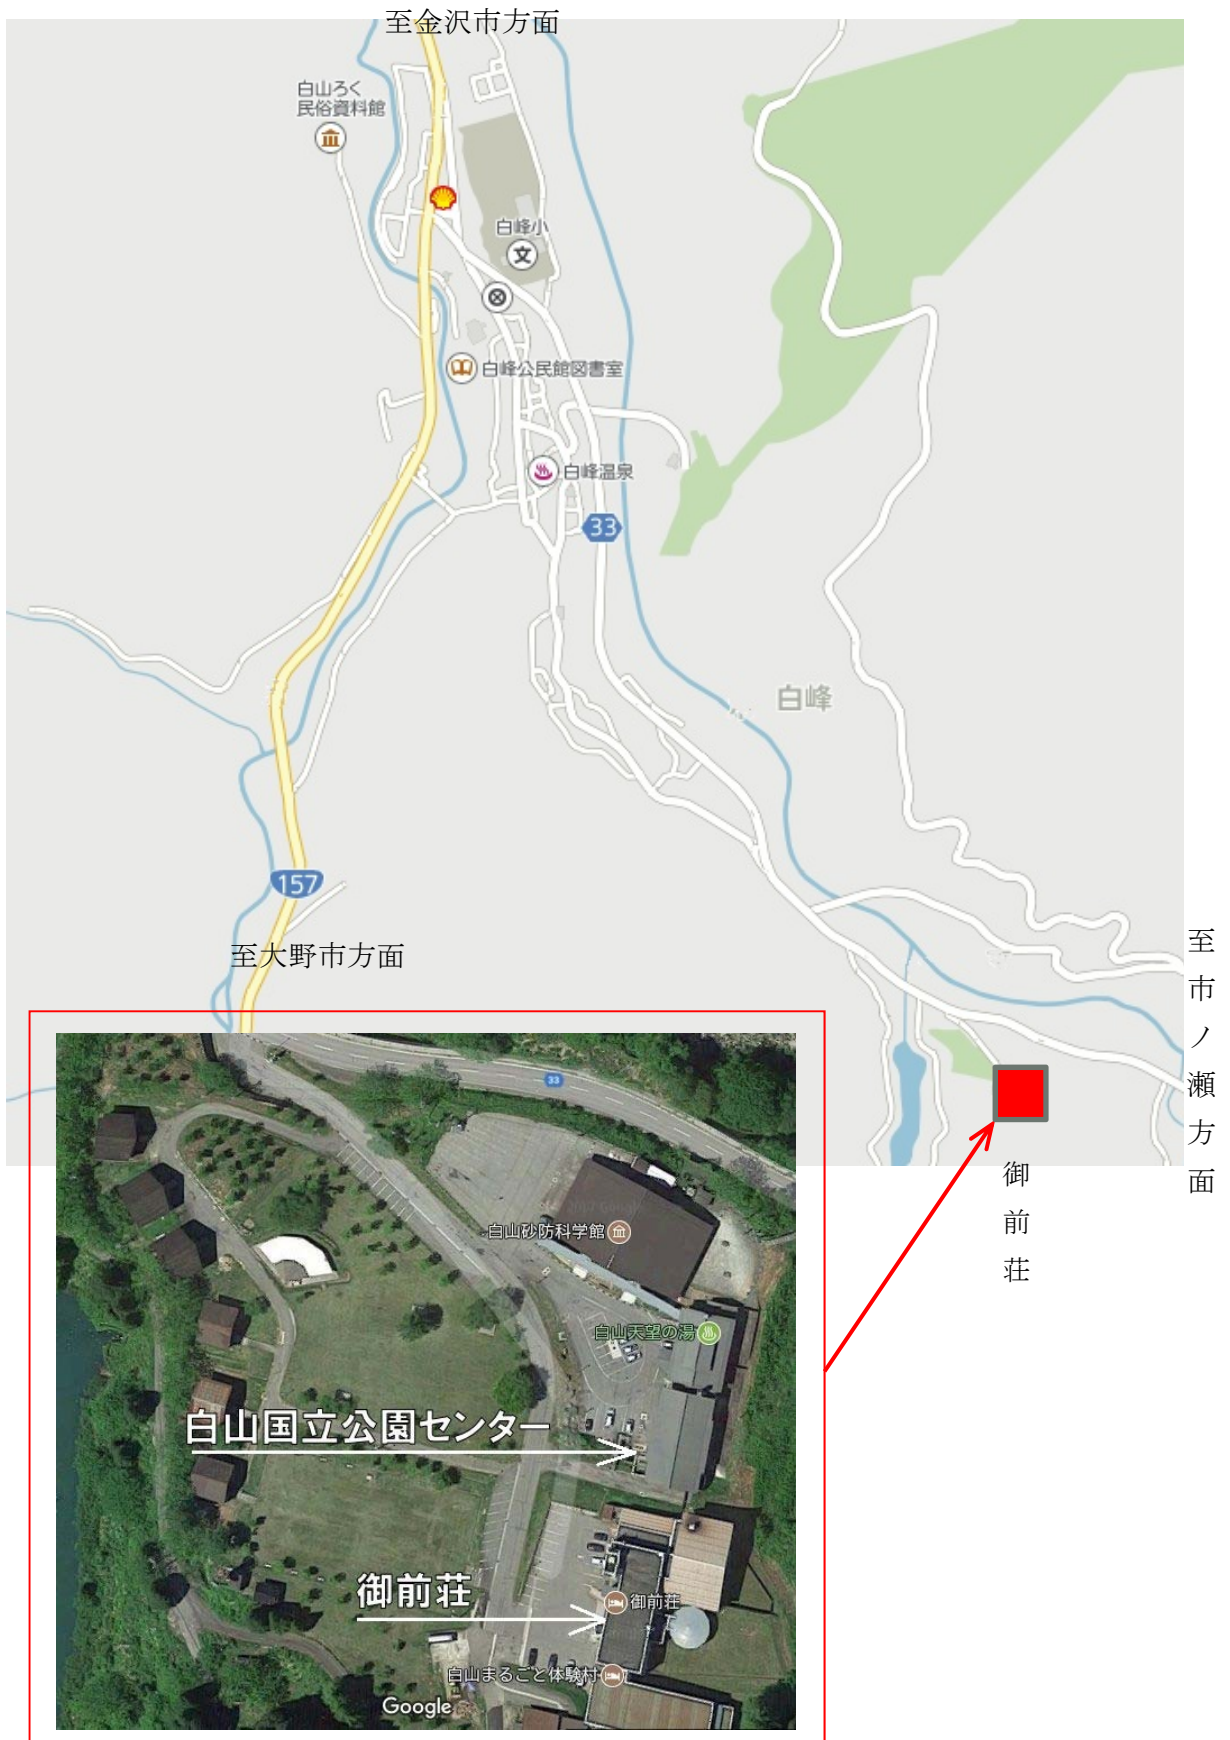 至金沢市方面
白山ろく
民俗資料館
白峰小
文
白峰公民館図書室
白峰温泉
33
白峰
157
至大野市方面
至市ノ瀬方面
御前荘
33
白山砂防科学館
白山天望の湯
白山国立公園センター
御前荘
御前荘
白山まるごと体験村
Google